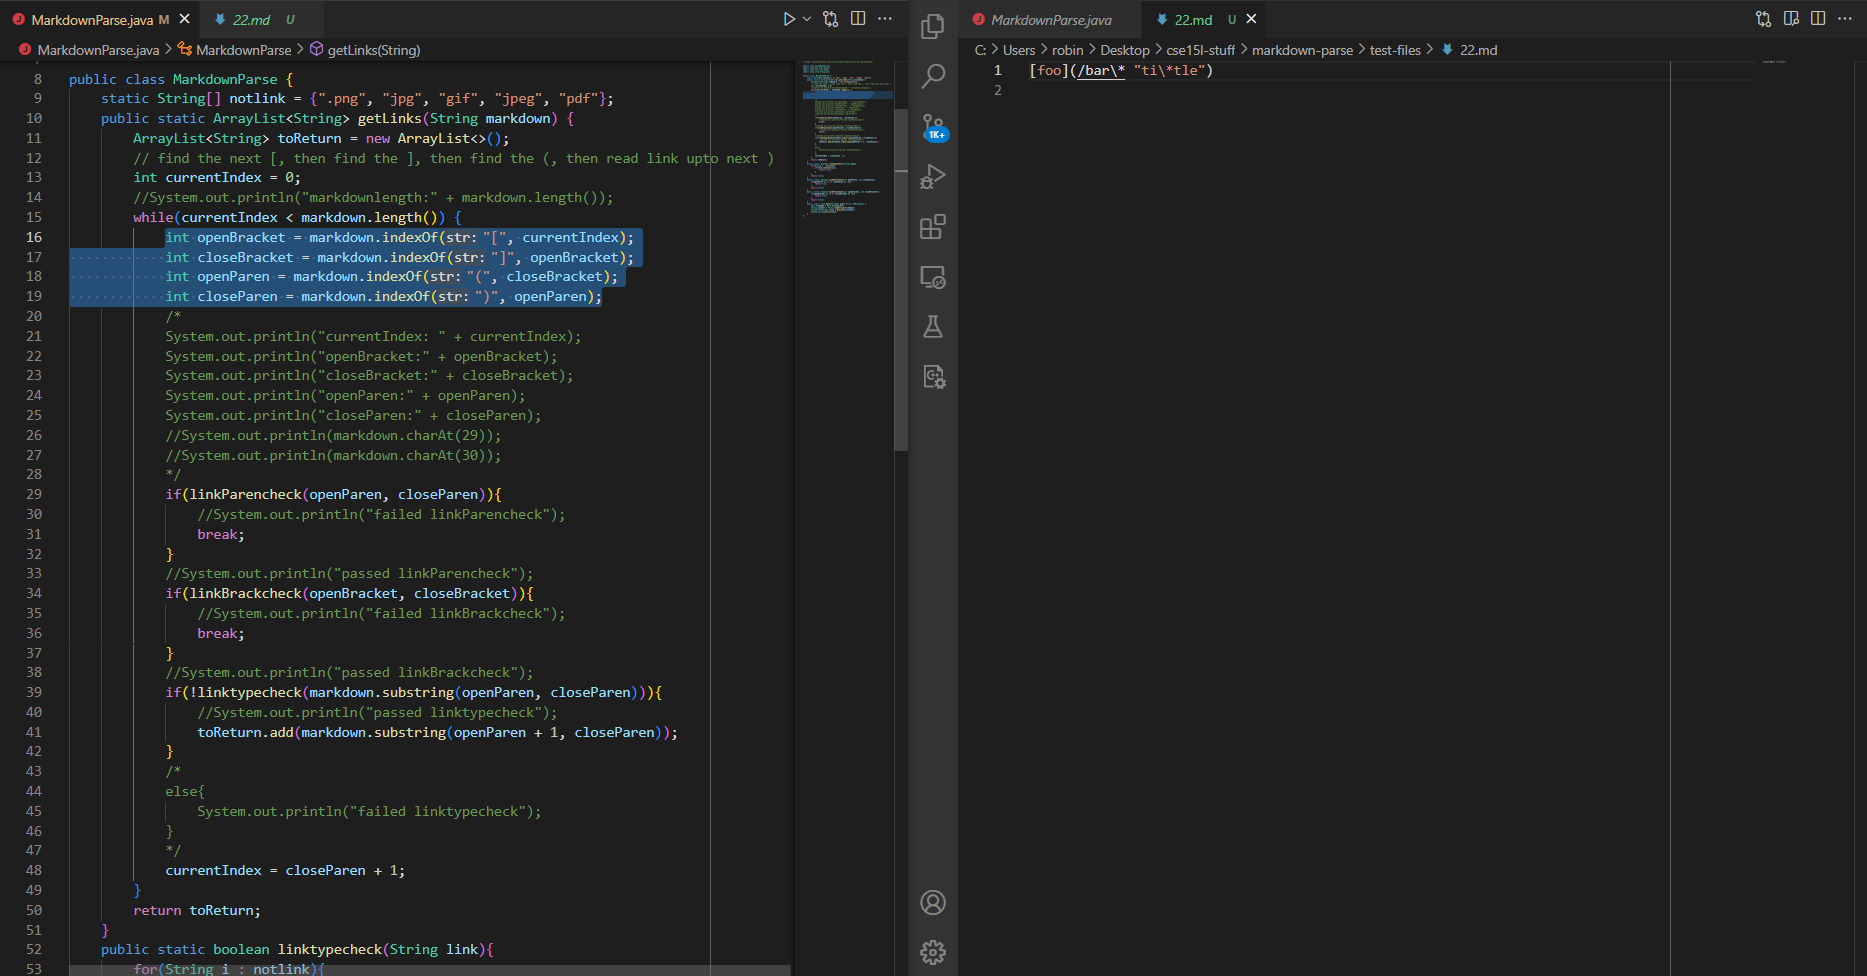 MarkdownParse.java M
22.md U
MarkdownParse.java > MarkdownParse > getLinks(String)
8 public class MarkdownParse {
9 static String[] notlink = {".png", "jpg", "gif", "jpeg", "pdf"};
10 public static ArrayList<String> getLinks(String markdown) {
11 ArrayList<String> toReturn = new ArrayList<>();
12 // find the next [, then find the ], then find the (, then read link upto next )
13 int currentIndex = 0;
14 //System.out.println("markdownlength:" + markdown.length());
15 while(currentIndex < markdown.length()) {
16 int openBracket = markdown.indexOf(str: "[", currentIndex);
17 int closeBracket = markdown.indexOf(str: "]", openBracket);
18 int openParen = markdown.indexOf(str: "(", closeBracket);
19 int closeParen = markdown.indexOf(str: ")", openParen);
20 /*
21 System.out.println("currentIndex: " + currentIndex);
22 System.out.println("openBracket:" + openBracket);
23 System.out.println("closeBracket:" + closeBracket);
24 System.out.println("openParen:" + openParen);
25 System.out.println("closeParen:" + closeParen);
26 //System.out.println(markdown.charAt(29));
27 //System.out.println(markdown.charAt(30));
28 */
29 if(linkParencheck(openParen, closeParen)){
30 //System.out.println("failed linkParencheck");
31 break;
32 }
33 //System.out.println("passed linkParencheck");
34 if(linkBrackcheck(openBracket, closeBracket)){
35 //System.out.println("failed linkBrackcheck");
36 break;
37 }
38 //System.out.println("passed linkBrackcheck");
39 if(!linktypecheck(markdown.substring(openParen, closeParen))){
40 //System.out.println("passed linktypecheck");
41 toReturn.add(markdown.substring(openParen + 1, closeParen));
42 }
43 /*
44 else{
45 System.out.println("failed linktypecheck");
46 }
47 */
48 currentIndex = closeParen + 1;
49 }
50 return toReturn;
51 }
52 public static boolean linktypecheck(String link){
53 for(String i : notlink){
1K+
MarkdownParse.java
22.md U
C: > Users > robin > Desktop > cse15l-stuff > markdown-parse > test-files > 22.md
1 [foo](/bar\* "ti\*tle")
2